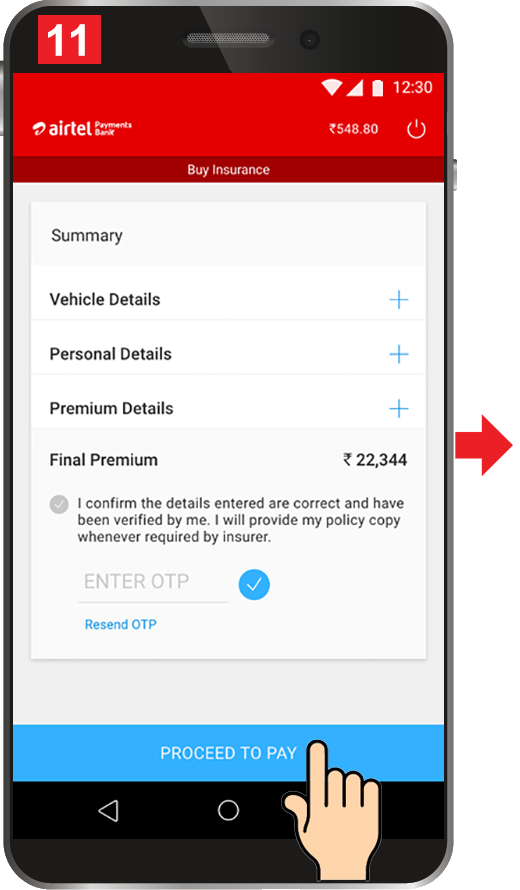 11
12:30
airtel Payments Bank
₹548.80
Buy Insurance
Summary
Vehicle Details
Personal Details
Premium Details
Final Premium ₹ 22,344
I confirm the details entered are correct and have
been verified by me. I will provide my policy copy
whenever required by insurer.
ENTER OTP
Resend OTP
PROCEED TO PAY